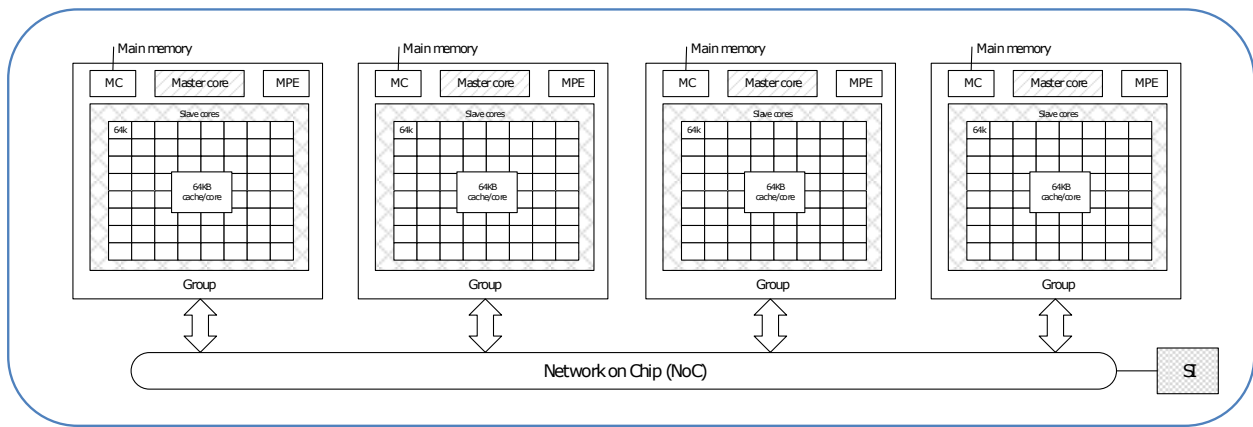 Main memory
Main memory
Main memory
Main memory
MC Master core MPE
MC Master core MPE
MC Master core MPE
MC Master core MPE
Slave cores
Slave cores
Slave cores
Slave cores
64k
64k
64k
64k
64KB
cache/core
64KB
cache/core
64KB
cache/core
64KB
cache/core
Group
Group
Group
Group
Network on Chip (NoC)
SI